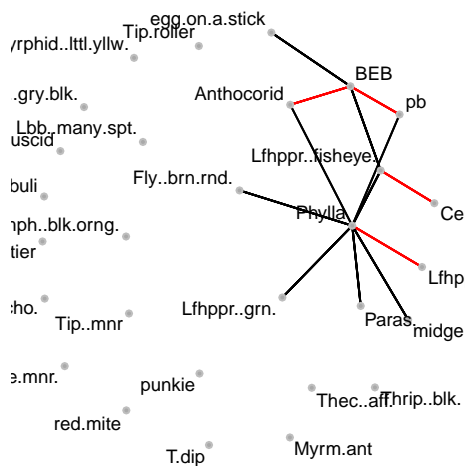 egg.on.a.stick
Tip.roller
yrphid..lttl.yllw.
BEB
.gry.blk.
Anthocorid
pb
Lbb..many.spt.
uscid
Lfhppr..fisheye.
Fly..brn.rnd.
buli
Ce
Phylla
nph..blk.orng.
tier
Lfhp
cho.
Lfhppr..grn.
Tip..mnr
Paras.
midge
e.mnr.
punkie
Thec..aff.
Thrip..blk.
red.mite
T.dip
Myrm.ant